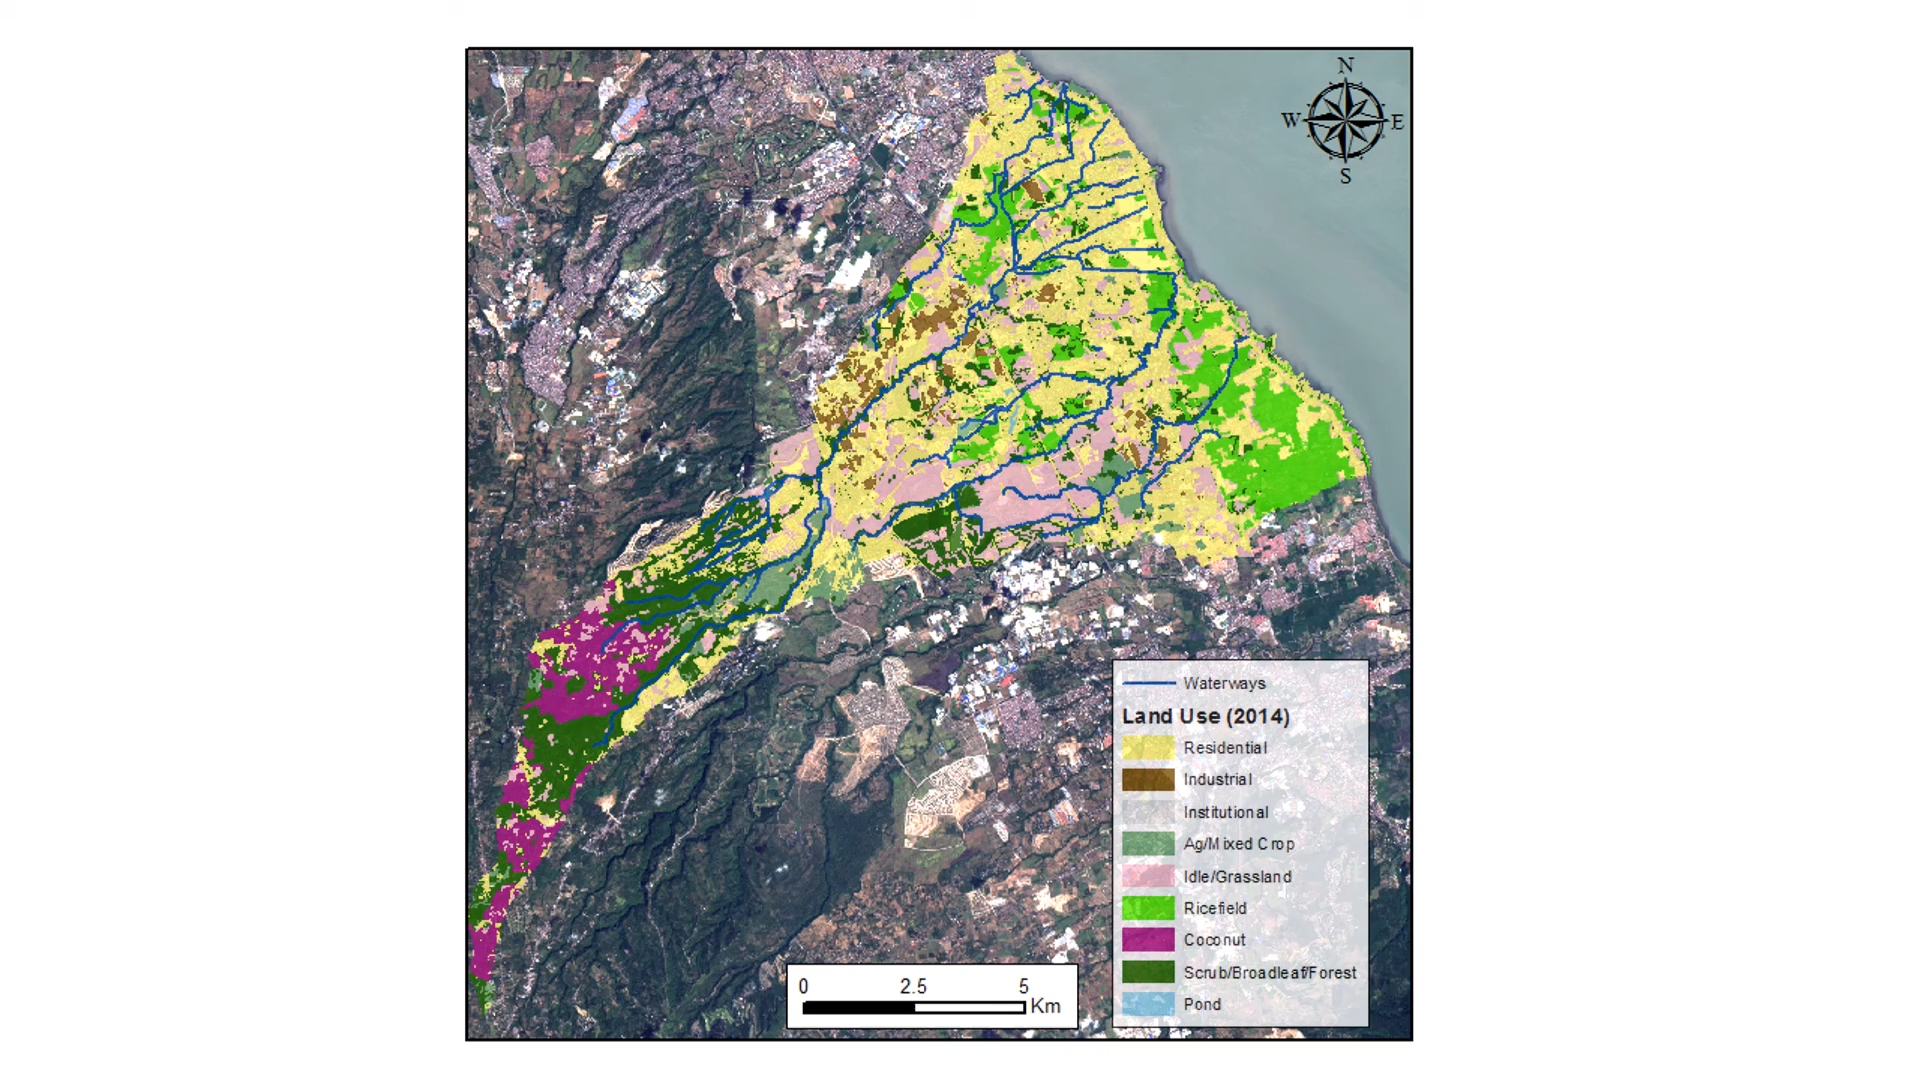 N
W E
S
Waterways
Land Use (2014)
Residential
Industrial
Institutional
Ag/Mixed Crop
Idle/Grassland
Ricefield
Coconut
Scrub/Broadleaf/Forest
Pond
0 2.5 5
Km